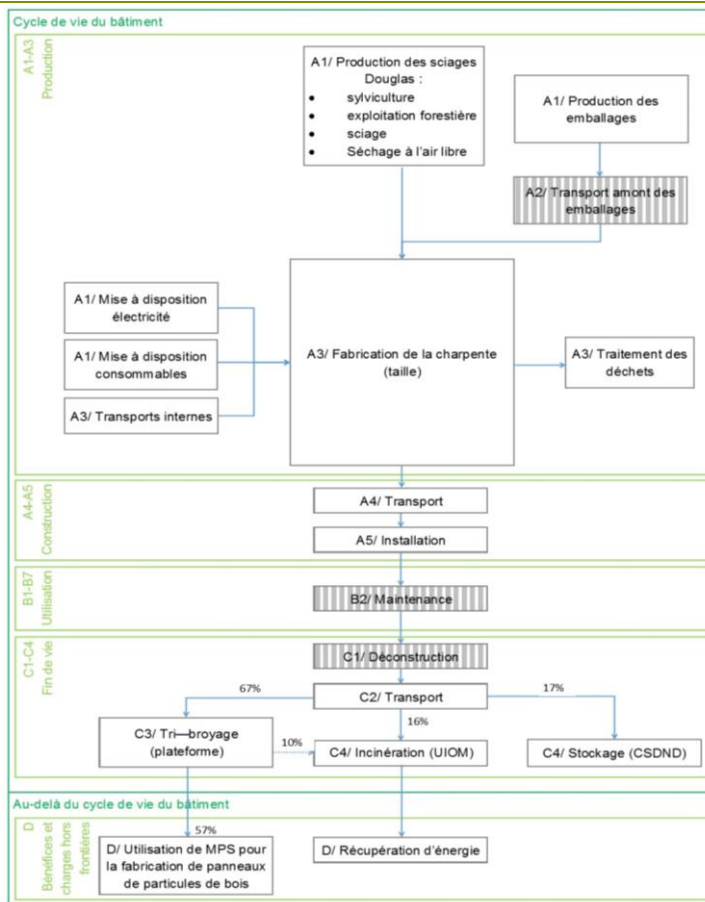 Cycle de vie du bâtiment
A1-A3
Production
A1/ Production des sciages
Douglas :
• sylviculture
• exploitation forestière
• sciage
• Séchage à l'air libre
A1/ Production des
emballages
A2/ Transport amont des
emballages
A1/ Mise à disposition
électricité
A1/ Mise à disposition
consommables
A3/ Transports internes
A3/ Fabrication de la charpente
(taille)
A3/ Traitement des
déchets
A4-A5
Construction
A4/ Transport
A5/ Installation
B1-B7
Utilisation
B2/ Maintenance
C1-C4
Fin de vie
C1/ Déconstruction
67%
C2/ Transport
17%
16%
C3/ Tri—broyage
(plateforme)
10%
C4/ Incinération (UIOM)
C4/ Stockage (CSDND)
Au-delà du cycle de vie du bâtiment
D
Bénéfices et
charges hors
frontières
57%
D/ Utilisation de MPS pour
la fabrication de panneaux
de particules de bois
D/ Récupération d'énergie